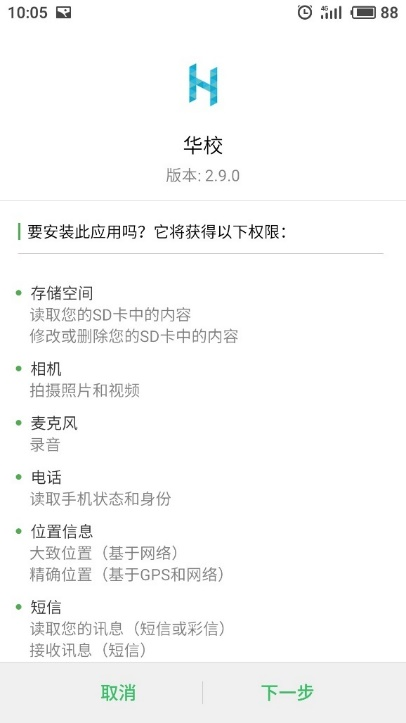 10:05
4G
88
华校
版本: 2.9.0
要安装此应用吗？它将获得以下权限：
存储空间
读取您的SD卡中的内容
修改或删除您的SD卡中的内容
相机
拍摄照片和视频
麦克风
录音
电话
读取手机状态和身份
位置信息
大致位置（基于网络）
精确位置（基于GPS和网络）
短信
读取您的讯息（短信或彩信）
接收讯息（短信）
取消
下一步